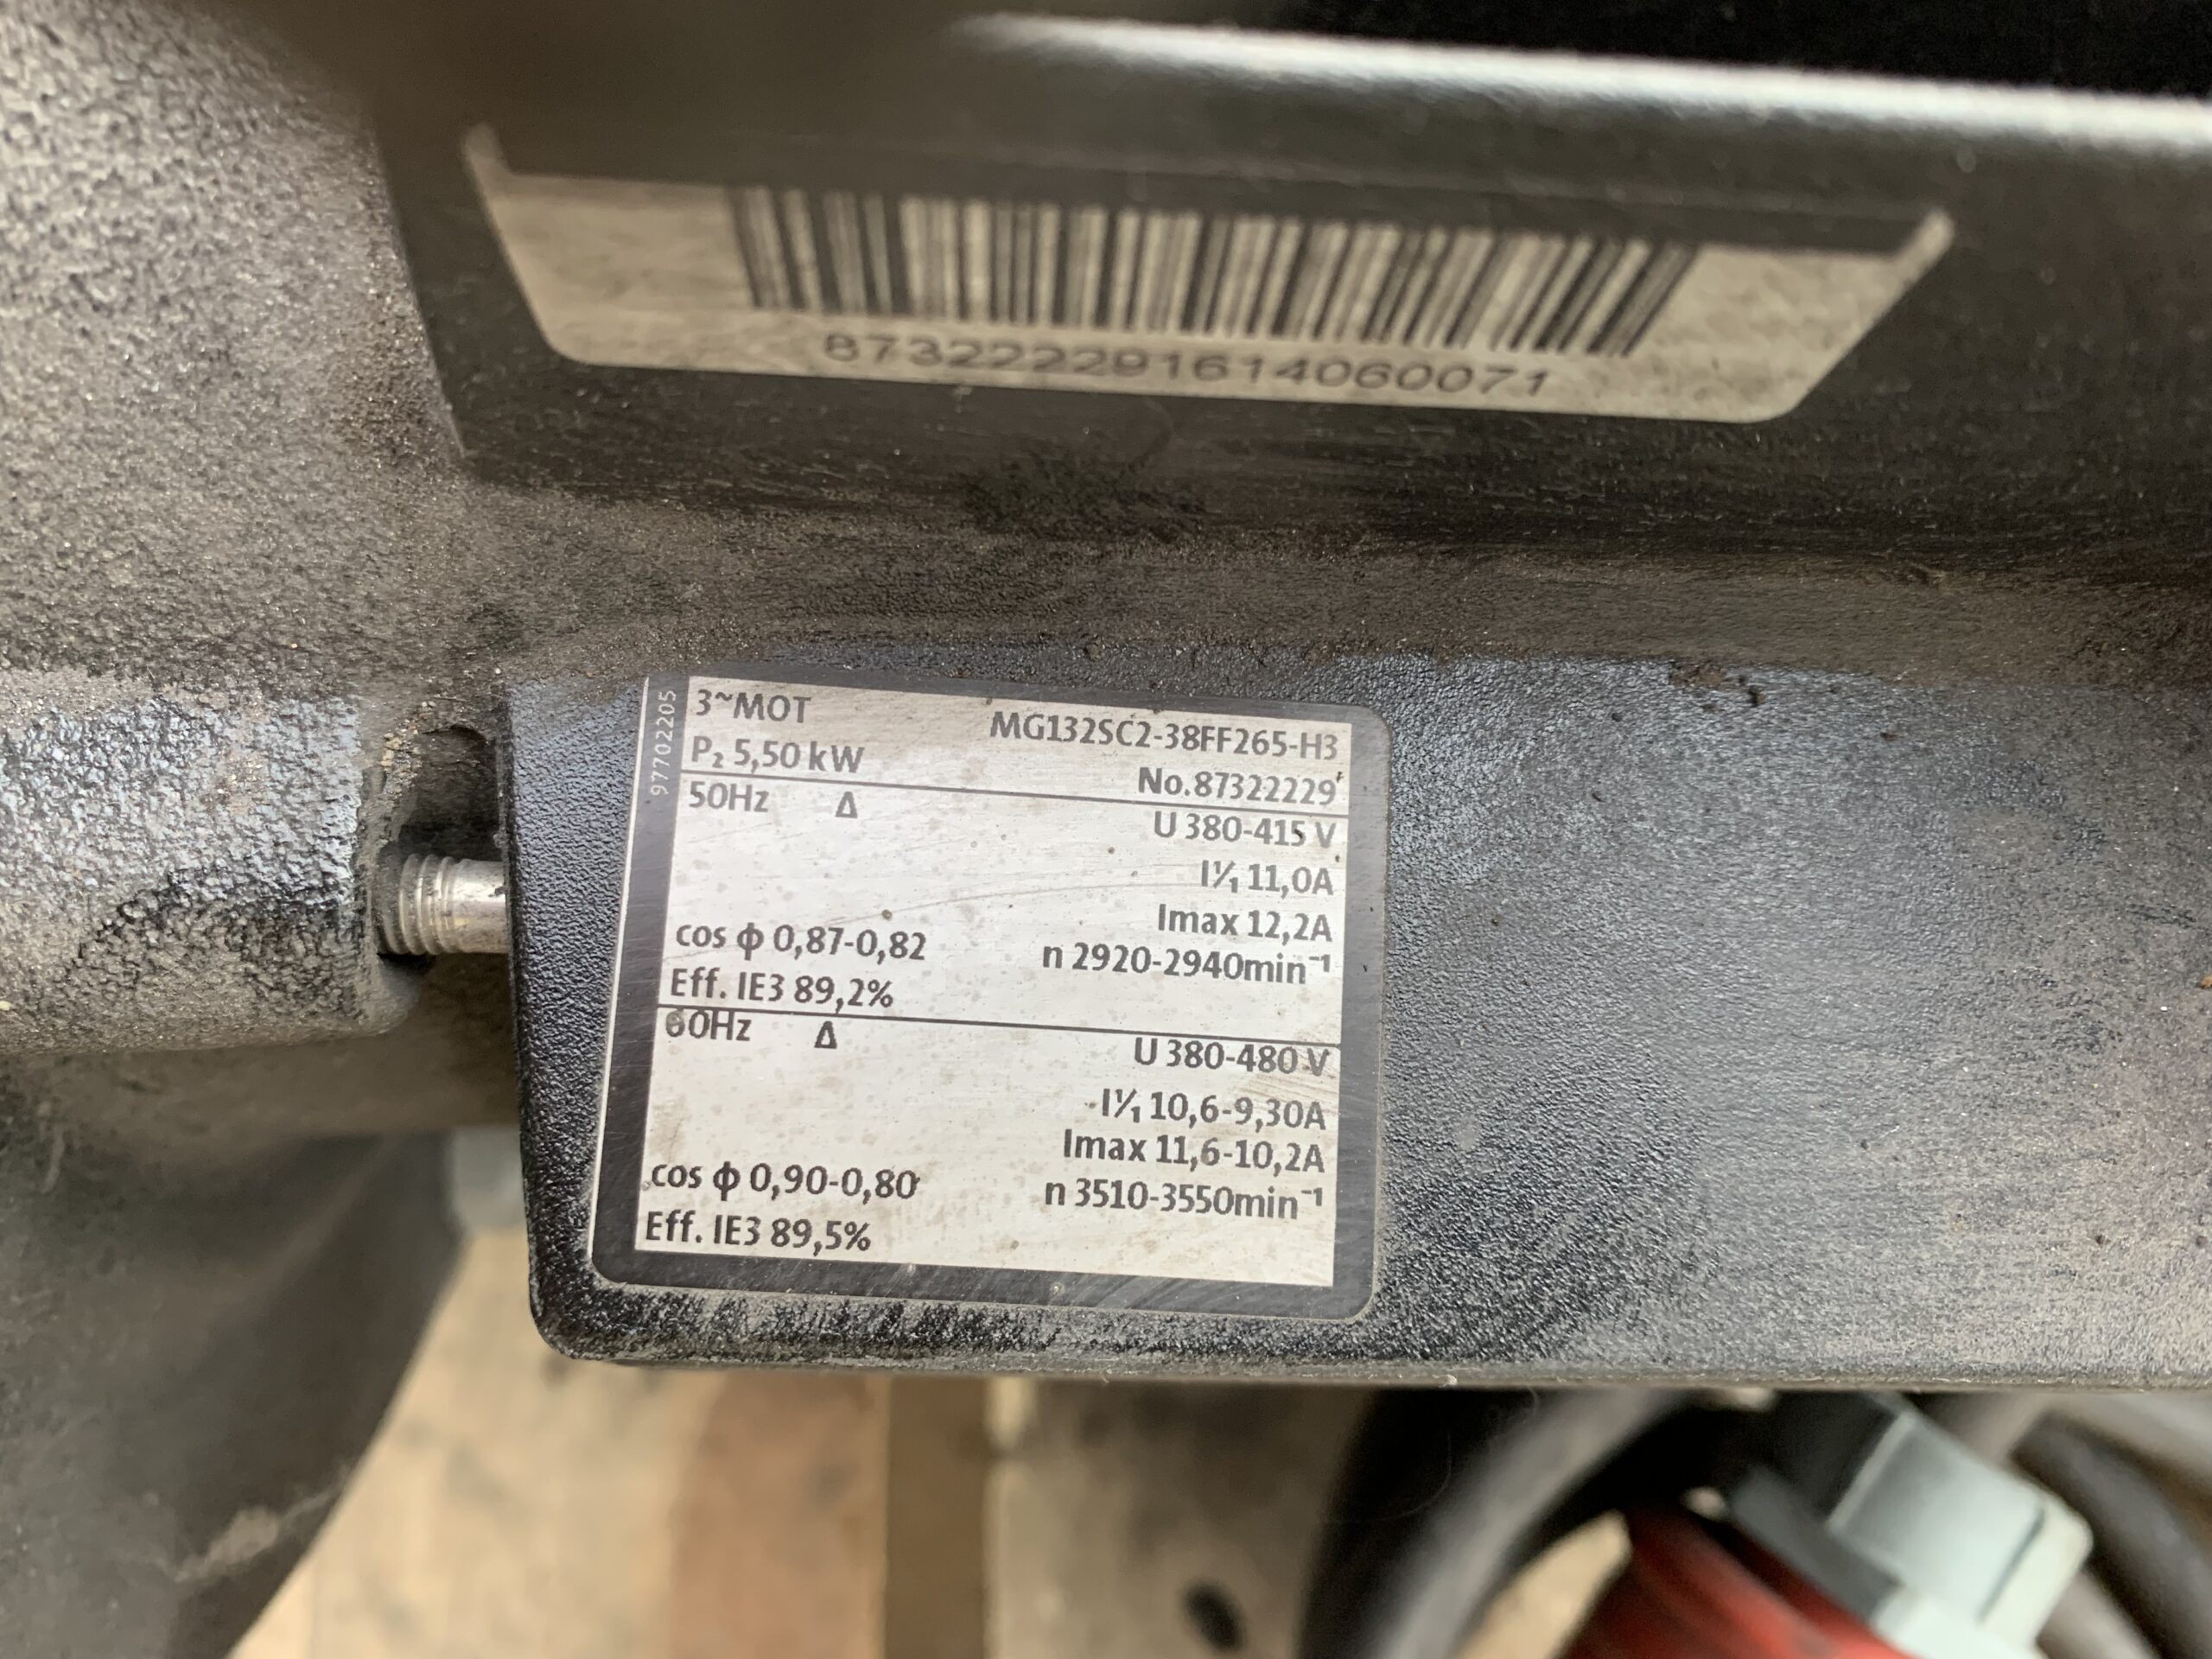 873222291614060071
97702205
3~MOT MG132SC2-38FF265-H3
P₂ 5,50 kW No.87322229
50Hz Δ U 380-415 V
I¹⁄₁ 11,0A
Imax 12,2A
cos φ 0,87-0,82 n 2920-2940min⁻¹
Eff. IE3 89,2%
60Hz Δ U 380-480 V
I¹⁄₁ 10,6-9,30A
Imax 11,6-10,2A
cos φ 0,90-0,80 n 3510-3550min⁻¹
Eff. IE3 89,5%